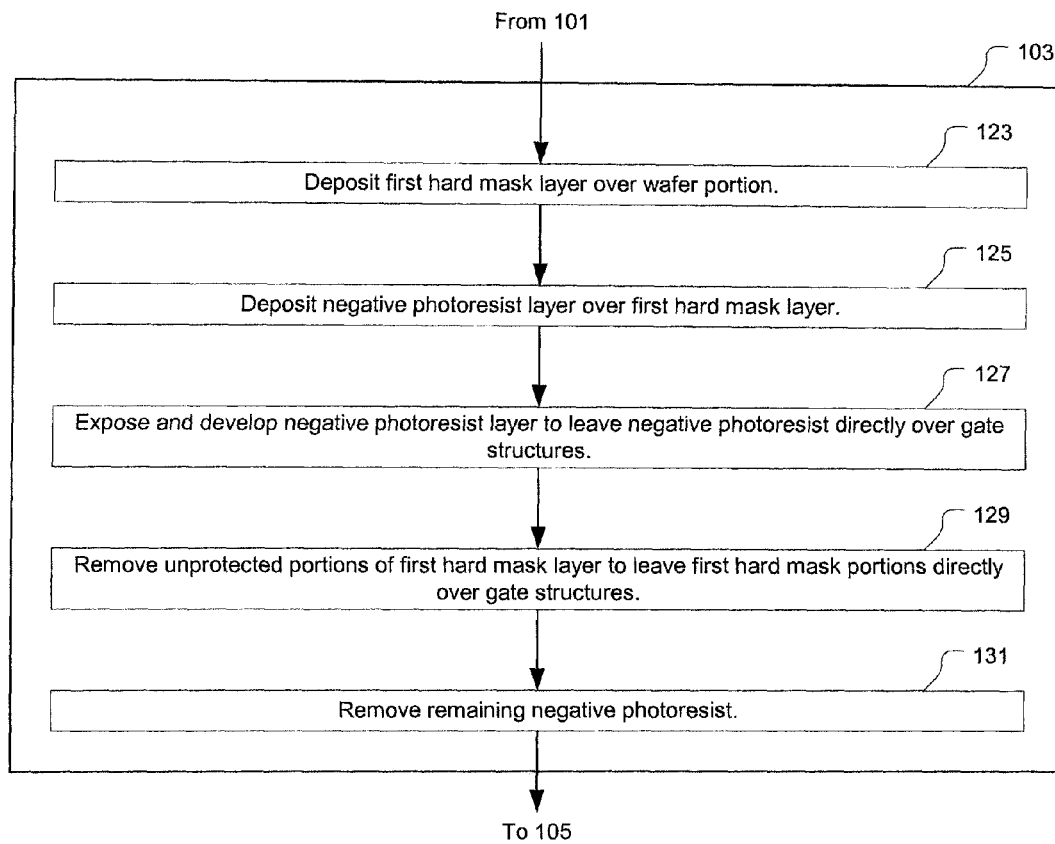 From 101
103
123
Deposit first hard mask layer over wafer portion.
125
Deposit negative photoresist layer over first hard mask layer.
127
Expose and develop negative photoresist layer to leave negative photoresist directly over gate
structures.
129
Remove unprotected portions of first hard mask layer to leave first hard mask portions directly
over gate structures.
131
Remove remaining negative photoresist.
To 105